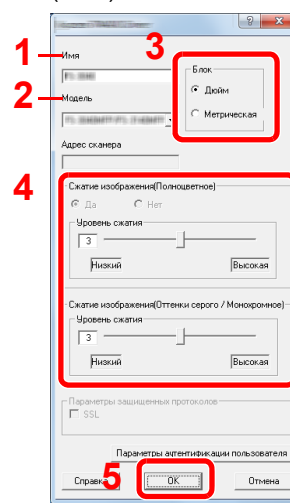 1
Имя
2
Модель
3
Блок
Дюйм
Метрическая
Адрес сканера
4
Сжатие изображения(Полноцветное)
Да Нет
Уровень сжатия
3
Низкий Высокая
Сжатие изображения(Оттенки серого / Монохромное)
Уровень сжатия
3
Низкий Высокая
Параметры защищенных протоколов
SSL
Параметры аутентификации пользователя
5
Справка OK Отмена